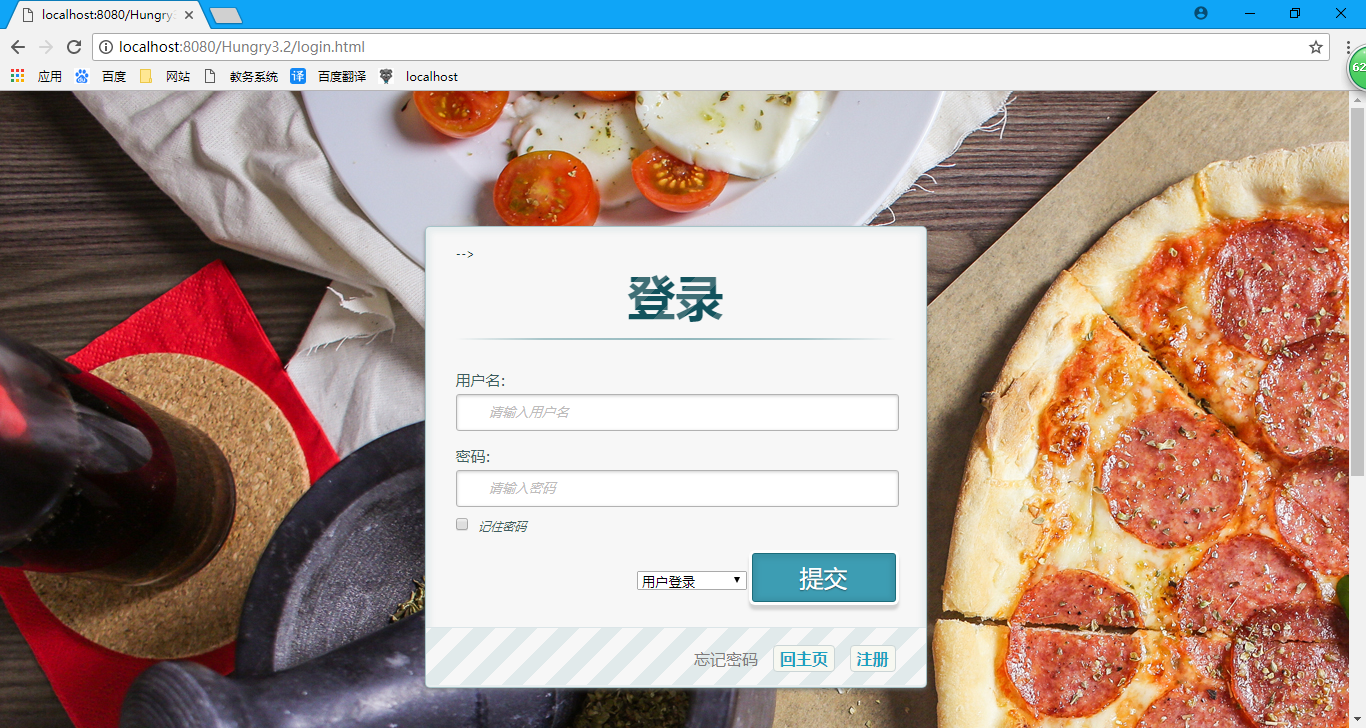 localhost:8080/Hungry
localhost:8080/Hungry3.2/login.html
应用 百度 网站 教务系统 译 百度翻译 localhost
62
-->
登录
用户名:
请输入用户名
密码:
请输入密码
记住密码
用户登录 提交
忘记密码 回主页 注册